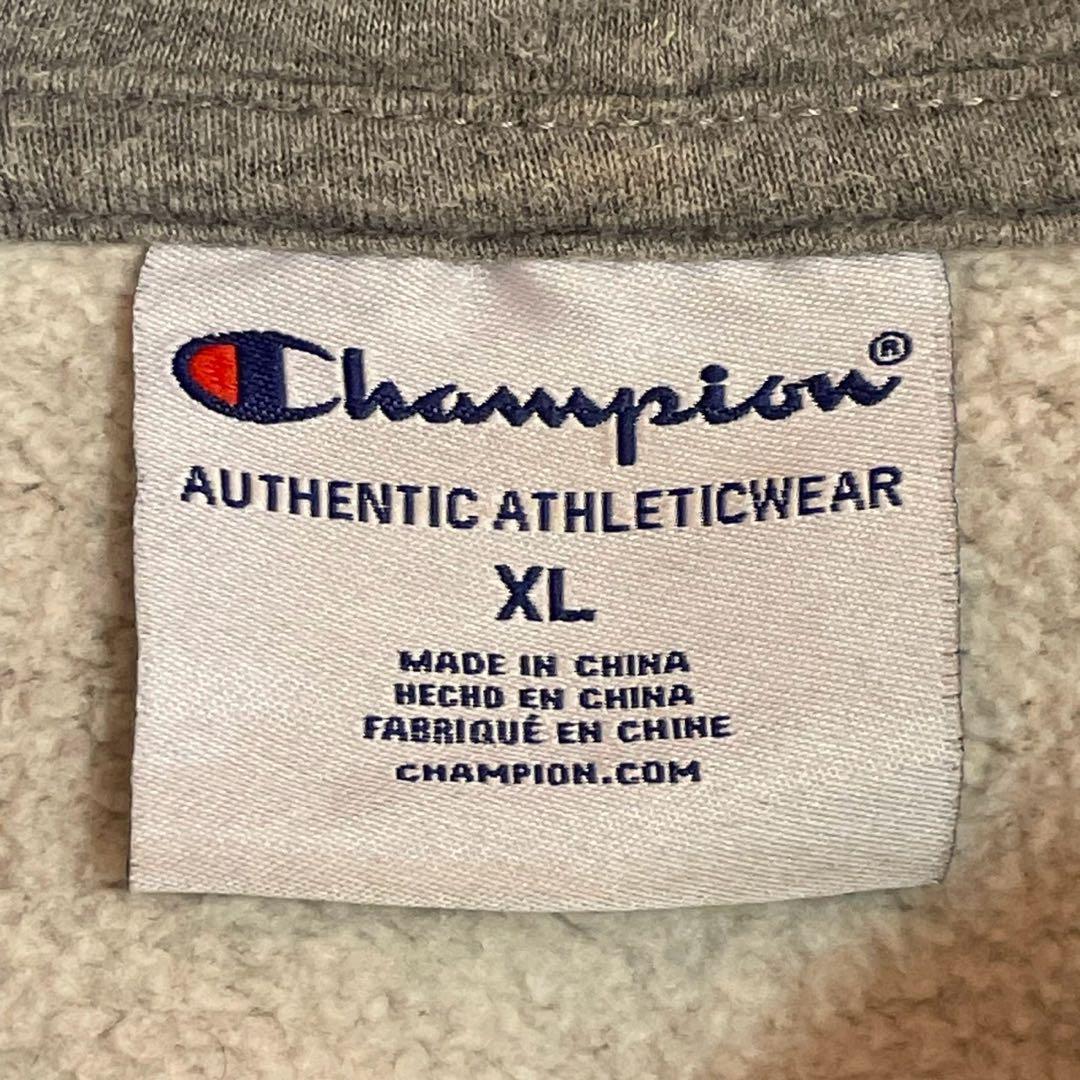 Champion®
AUTHENTIC ATHLETICWEAR
XL
MADE IN CHINA
HECHO EN CHINA
FABRIQUÉ EN CHINE
CHAMPION.COM